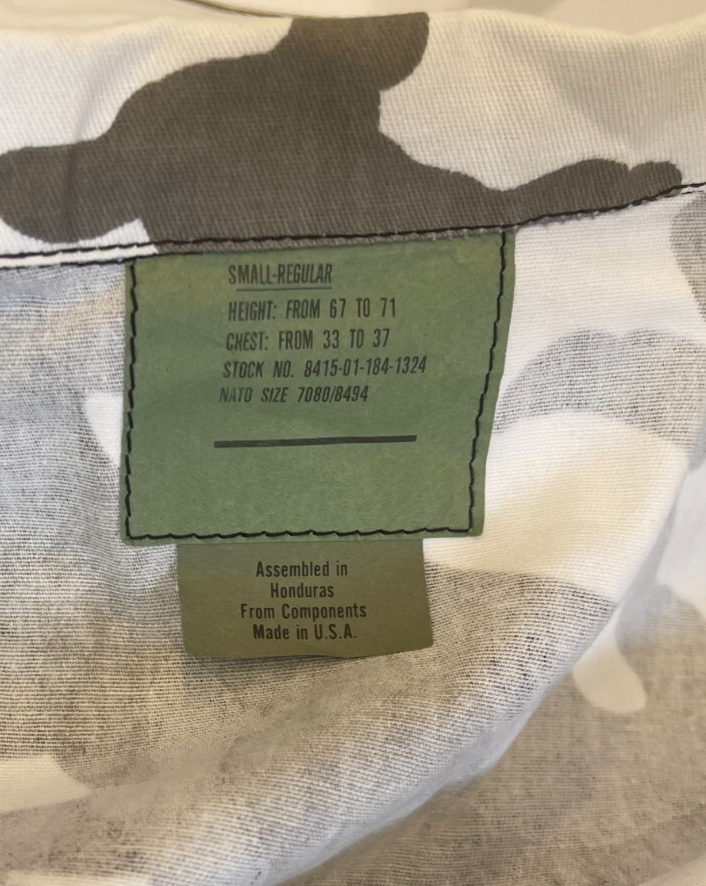 SMALL-REGULAR
HEIGHT: FROM 67 TO 71
CHEST: FROM 33 TO 37
STOCK NO. 8415-01-184-1324
NATO SIZE 7080/8494
Assembled in
Honduras
From Components
Made in U.S.A.